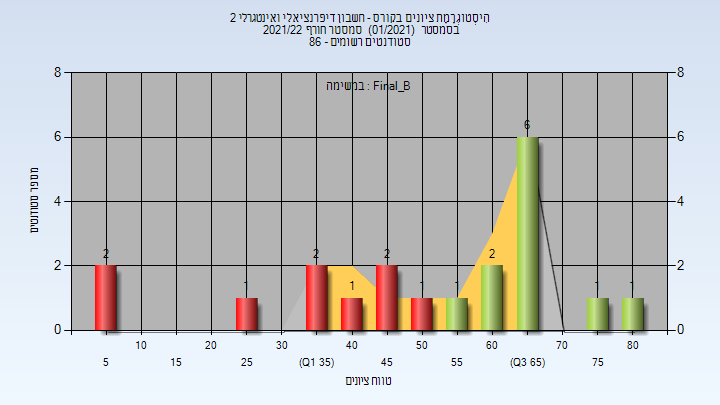 הִיסְטוֹגְרָמַת ציונים בקורס - חשבון דיפרנציאלי ואינטגרלי 2
בסמסטר (01/2021) סמסטר חורף 2021/22
סטודנטים רשומים - 86
במשימה : Final_B
מספר סטודנטים
8 8
6 6
4 4
2 2
0 0
2 1 2 1 2 1 1 2 6 1 1
10 20 30 40 50 60 70 80
5 15 25 (Q1 35) 45 55 (Q3 65) 75
טווח ציונים